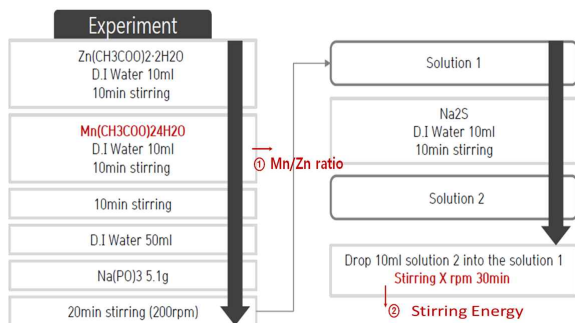 Experiment
Zn(CH3COO)2·2H2O
D.I Water 10ml
10min stirring
Mn(CH3COO)24H2O
D.I Water 10ml
10min stirring
① Mn/Zn ratio
10min stirring
D.I Water 50ml
Na(PO)3 5.1g
20min stirring (200rpm)
Solution 1
Na2S
D.I Water 10ml
10min stirring
Solution 2
Drop 10ml solution 2 into the solution 1
Stirring X rpm 30min
② Stirring Energy